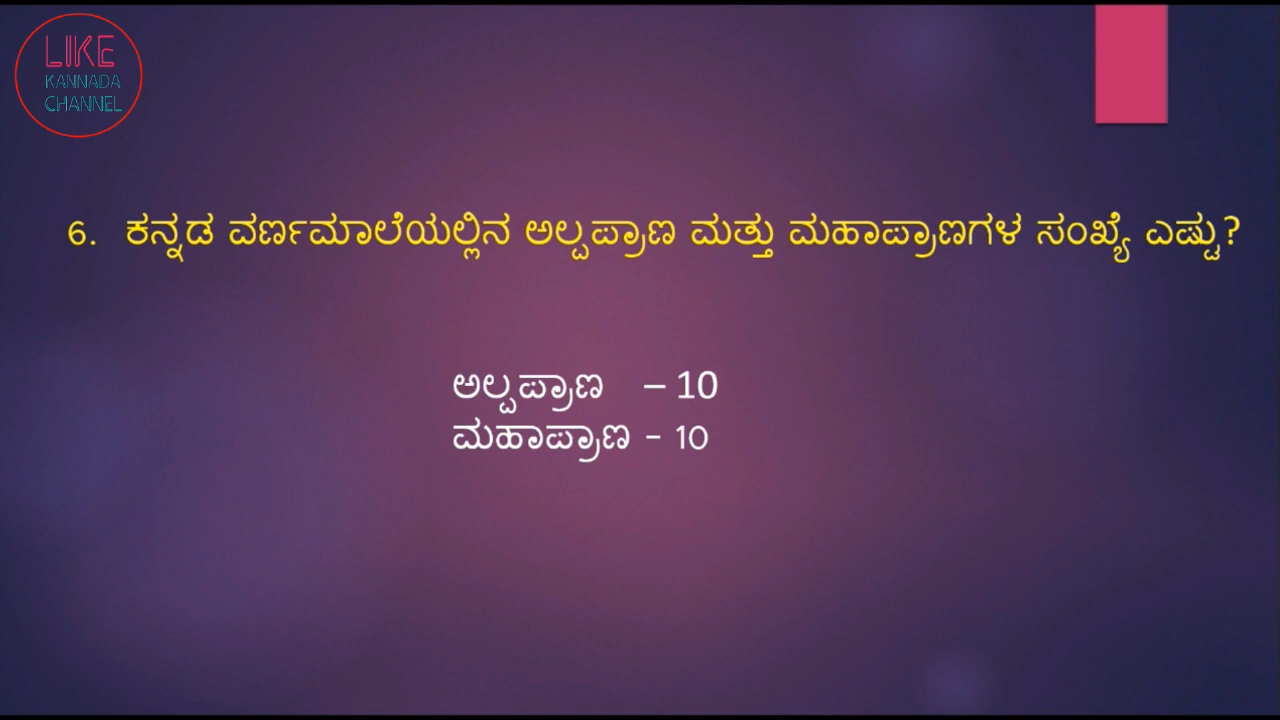 LIKE
KANNADA
CHANNEL
6. ಕನ್ನಡ ವರ್ಣಮಾಲೆಯಲ್ಲಿನ ಅಲ್ಪಪ್ರಾಣ ಮತ್ತು ಮಹಾಪ್ರಾಣಗಳ ಸಂಖ್ಯೆ ಎಷ್ಟು?
ಅಲ್ಪಪ್ರಾಣ – 10
ಮಹಾಪ್ರಾಣ - 10